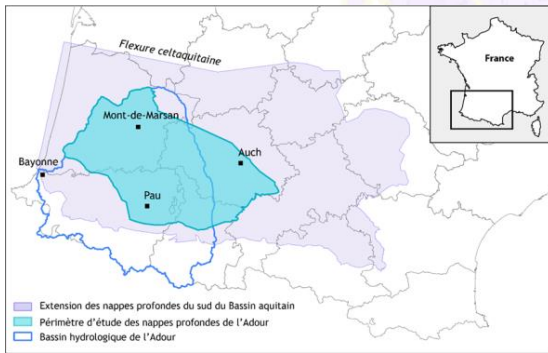 Flexure celtaquitaine
France
Mont-de-Marsan
Auch
Bayonne
Pau
Extension des nappes profondes du sud du Bassin aquitain
Périmètre d'étude des nappes profondes de l'Adour
Bassin hydrologique de l'Adour